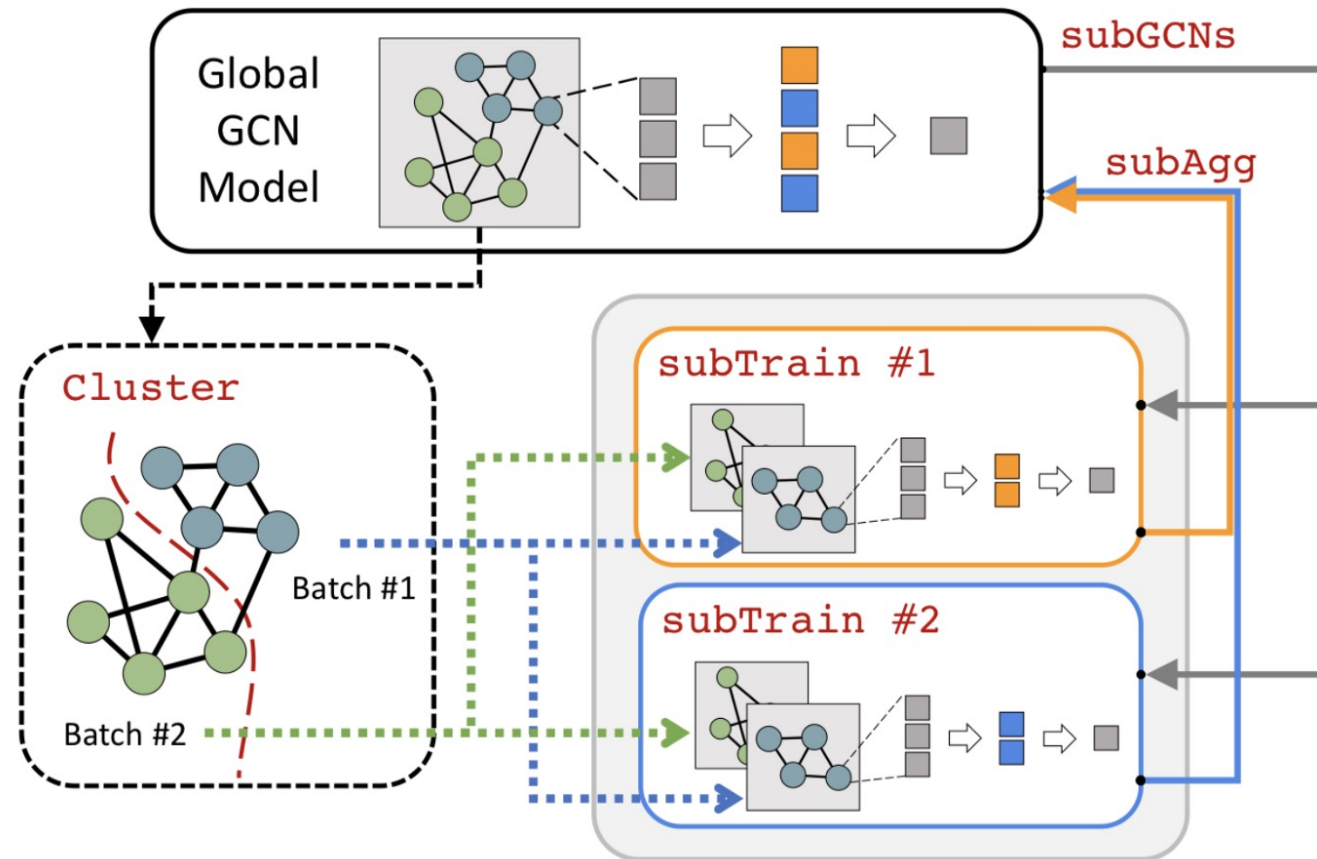 Global
GCN
Model
subGCNs
subAgg
Cluster
Batch #1
Batch #2
subTrain #1
subTrain #2